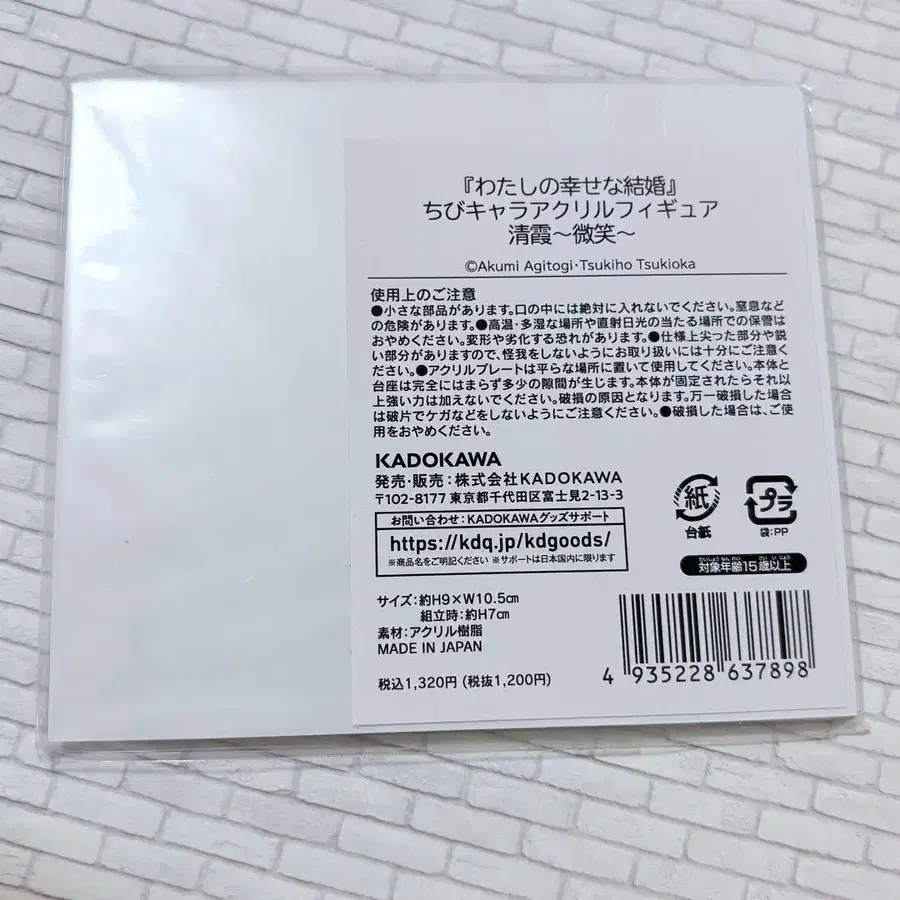 『わたしの幸せな結婚』
ちびキャラアクリルフィギュア
清霞～微笑～
©Akumi Agitogi・Tsukiho Tsukioka
使用上のご注意
●小さな部品があります。口の中には絶対に入れないでください。窒息など
の危険があります。●高温・多湿な場所や直射日光の当たる場所での保管は
おやめください。変形や劣化する恐れがあります。●仕様上尖った部分や鋭
い部分がありますので、怪我をしないようにお取り扱いには十分にご注意くだ
さい。●アクリルプレートは平らな場所に置いて使用してください。本体と
台座は完全にはまらず多少の隙間が生じます。本体が固定されたらそれ以
上強い力は加えないでください。破損の原因となります。万一破損した場合
は破片でケガなどをしないようにご注意ください。●破損した場合は、ご使
用をおやめください。
KADOKAWA
発売・販売：株式会社KADOKAWA
〒102-8177 東京都千代田区富士見2-13-3
お問い合わせ：KADOKAWAグッズサポート
https://kdq.jp/kdgoods/
※商品名をご明記ください ※サポートは日本国内に限ります
紙
台紙
プラ
袋:PP
たいしょうねんれい さいいじょう
対象年齢15歳以上
サイズ：約H9×W10.5cm
組立時：約H7cm
素材：アクリル樹脂
MADE IN JAPAN
税込1,320円（税抜1,200円）
4 935228 637898